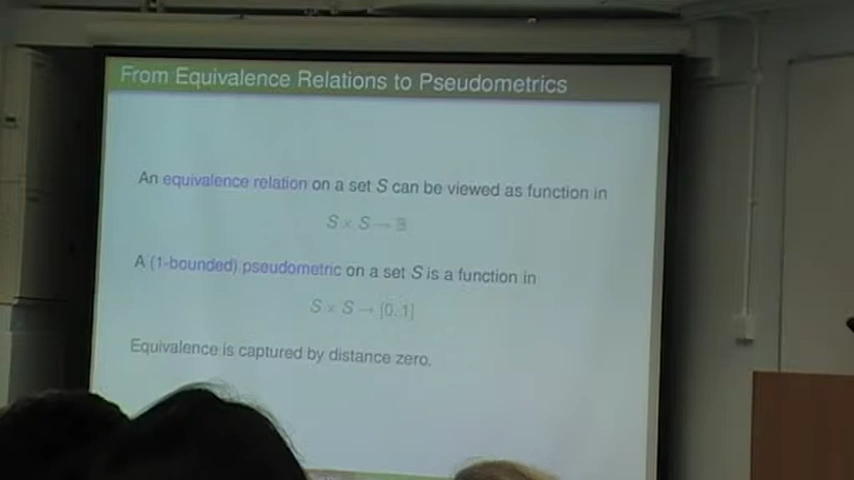 From Equivalence Relations to Pseudometrics
An equivalence relation on a set S can be viewed as function in
S × S → 𝔹
A (1-bounded) pseudometric on a set S is a function in
S × S → [0, 1]
Equivalence is captured by distance zero.